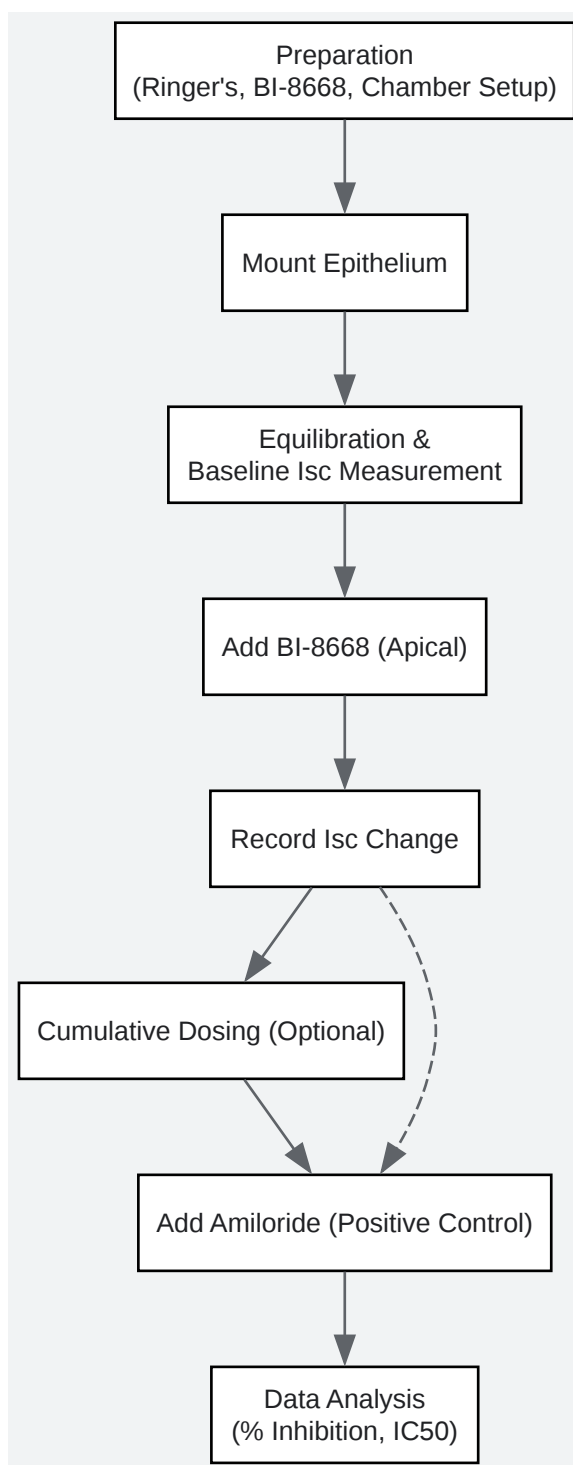 Preparation
(Ringer's, BI-8668, Chamber Setup)
Mount Epithelium
Equilibration &
Baseline Isc Measurement
Add BI-8668 (Apical)
Record Isc Change
Cumulative Dosing (Optional)
Add Amiloride (Positive Control)
Data Analysis
(% Inhibition, IC50)